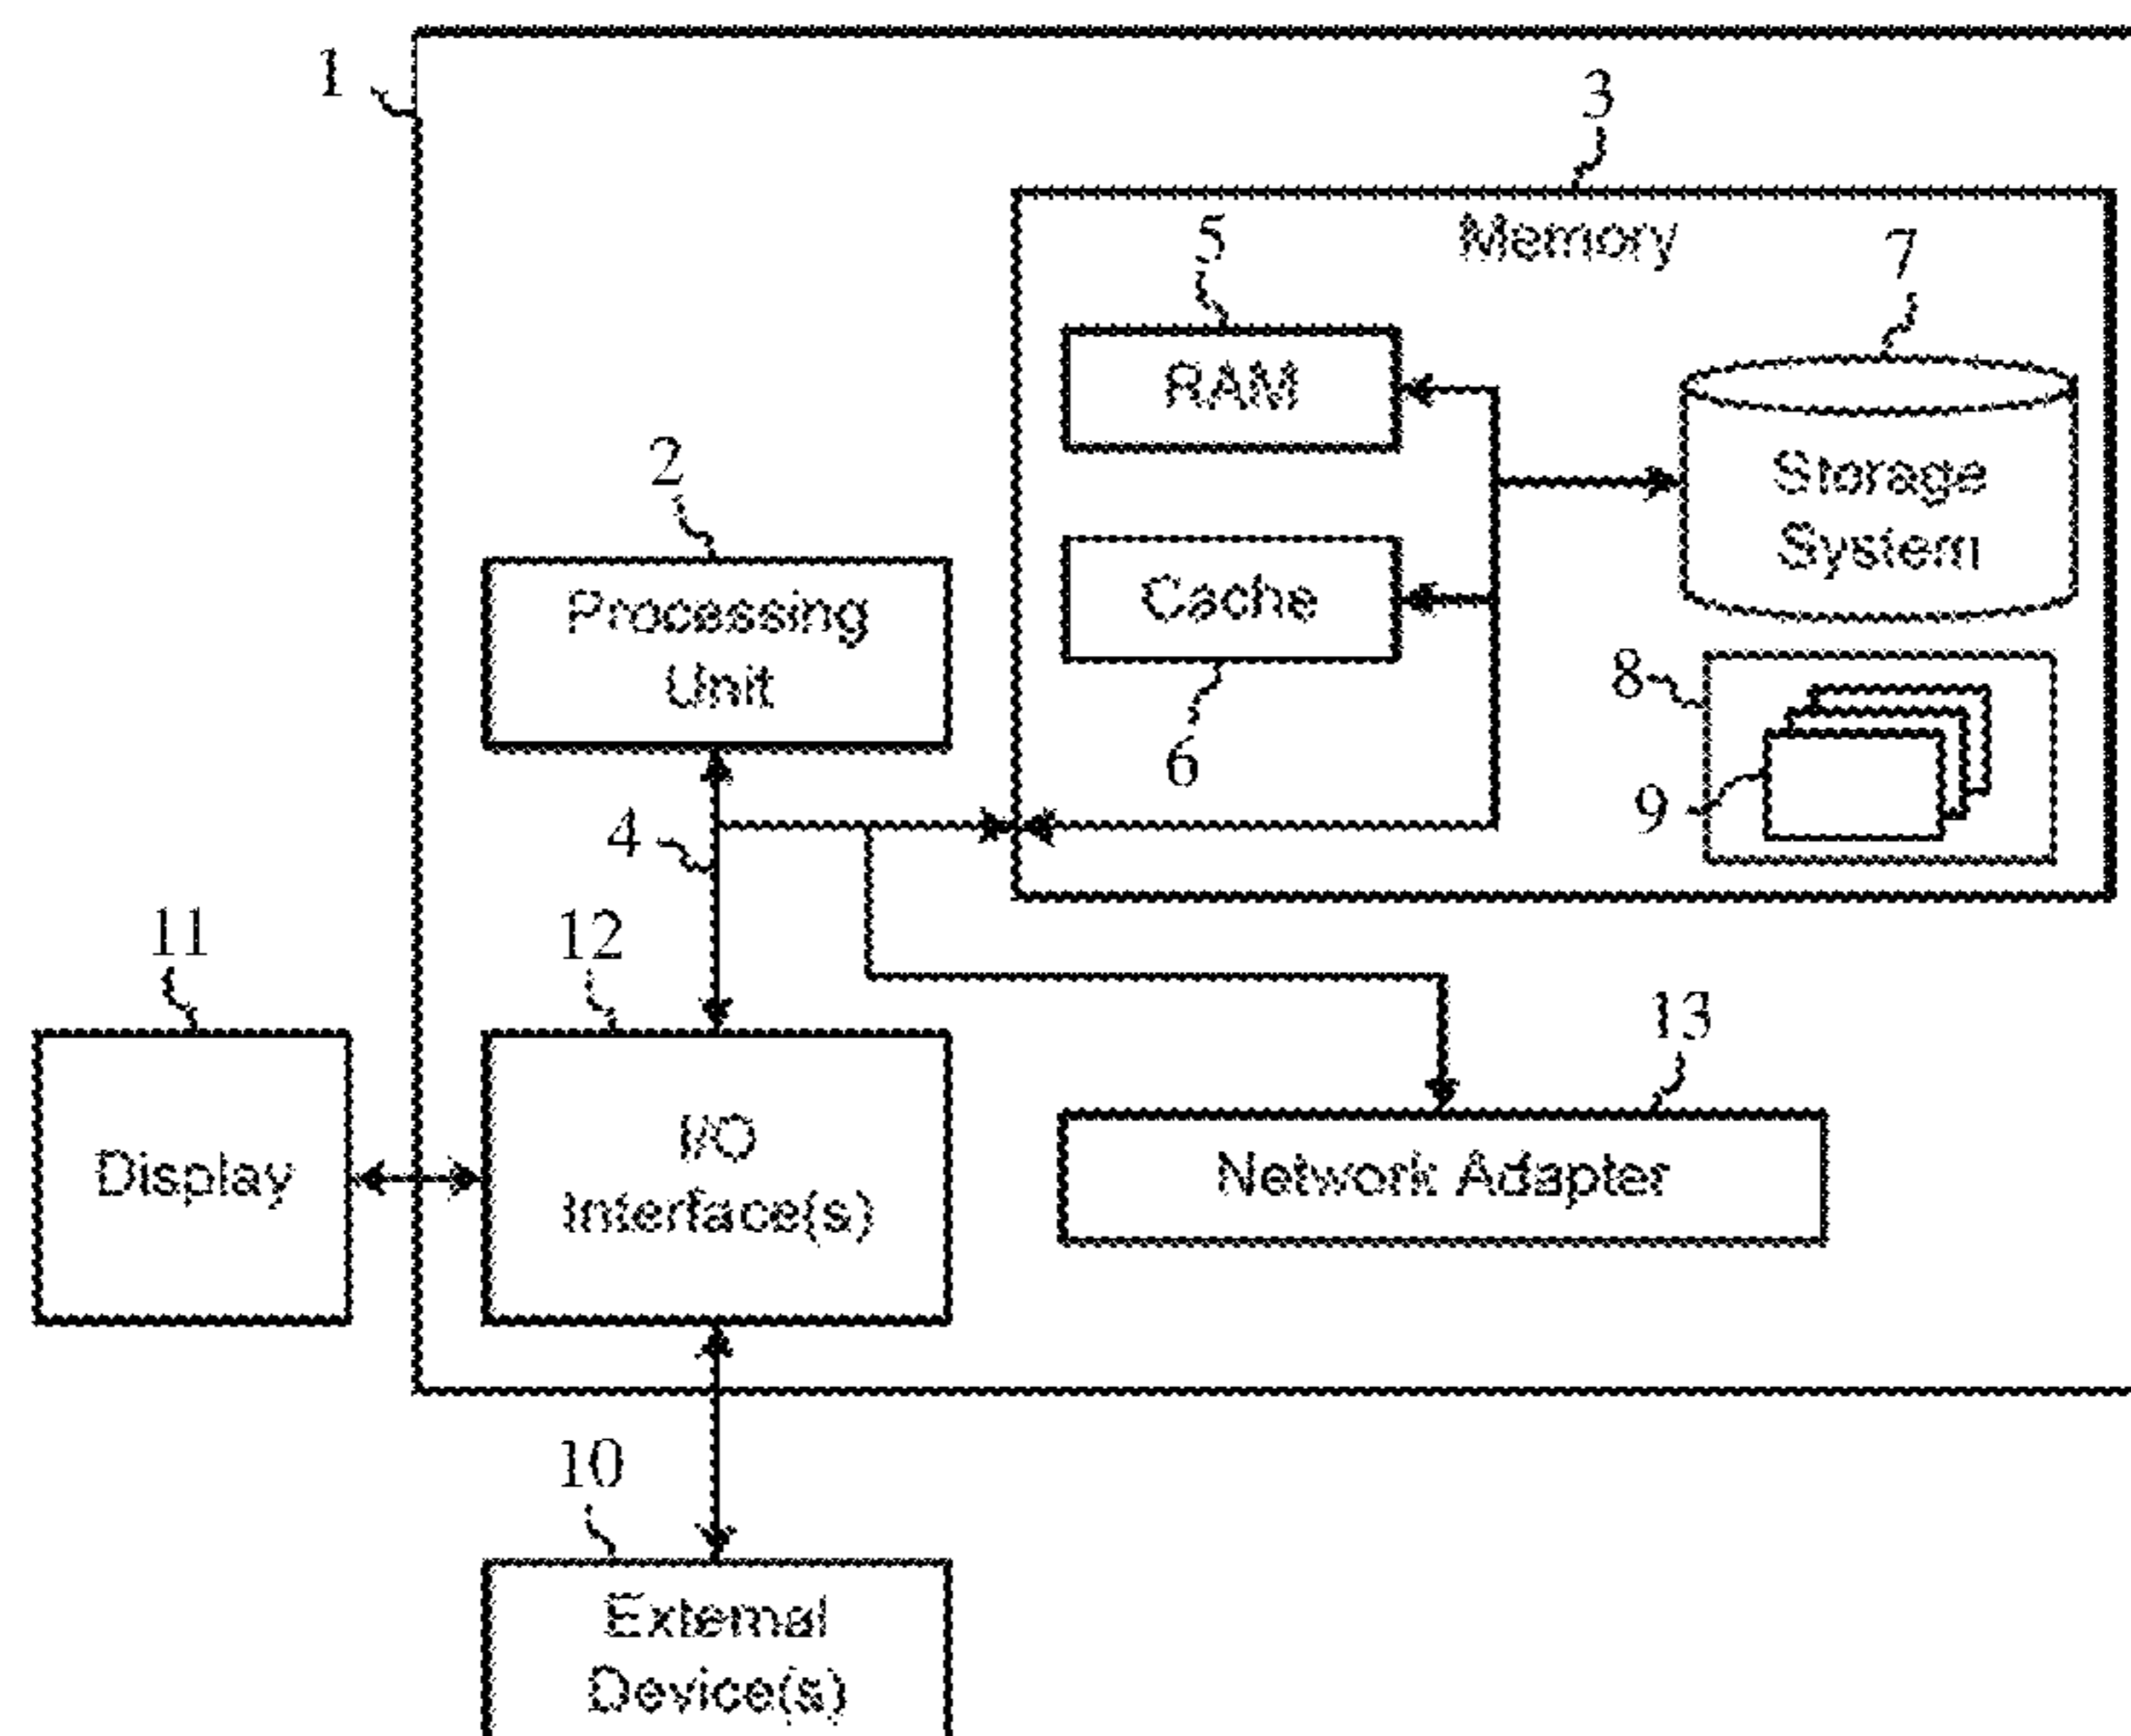 1
3
Memory
5
7
RAM
Storage
System
2
Processing
Unit
Cache
6
8
9
4
11
12
13
Display
I/O
Interface(s)
Network Adapter
10
External
Device(s)